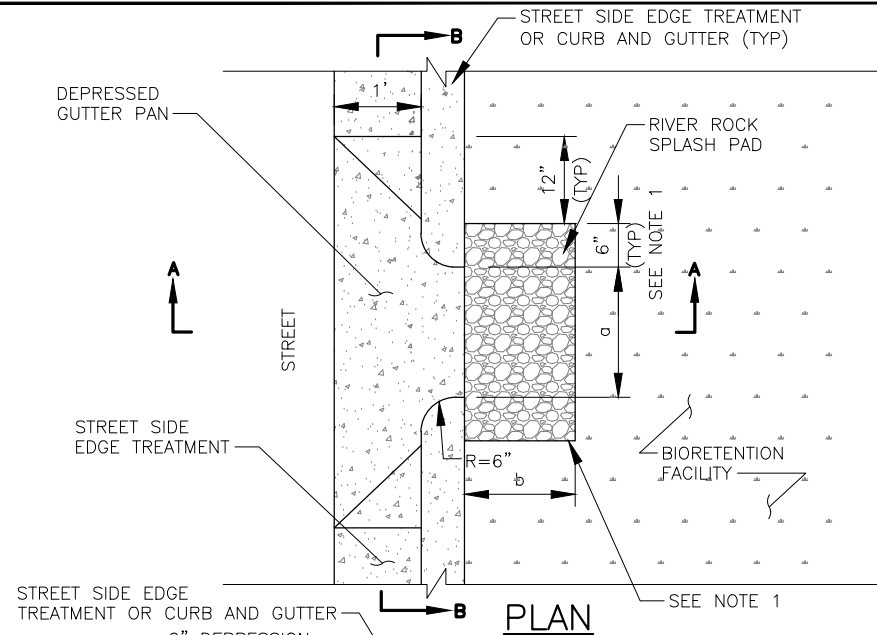 B
STREET SIDE EDGE TREATMENT
OR CURB AND GUTTER (TYP)
DEPRESSED
GUTTER PAN
1'
RIVER ROCK
SPLASH PAD
12"
(TYP)
6"
(TYP)
SEE NOTE 1
A
A
STREET
a
STREET SIDE
EDGE TREATMENT
R=6"
b
BIORETENTION
FACILITY
STREET SIDE EDGE
TREATMENT OR CURB AND GUTTER
B
PLAN
SEE NOTE 1
DEPRESSION